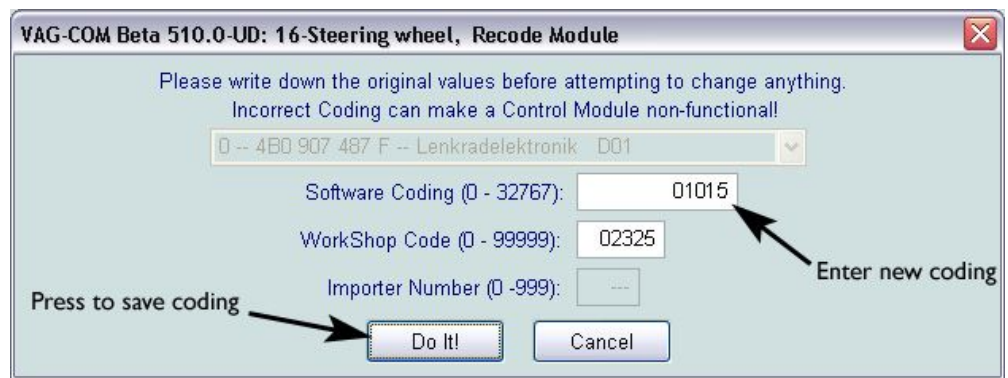 VAG-COM Beta 510.0-UD: 16-Steering wheel, Recode Module
Please write down the original values before attempting to change anything.
Incorrect Coding can make a Control Module non-functional!
0 -- 4B0 907 487 F -- Lenkradelektronik D01
Software Coding (0 - 32767): 01015
WorkShop Code (0 - 99999): 02325
Enter new coding
Importer Number (0 -999): ---
Press to save coding
Do It! Cancel